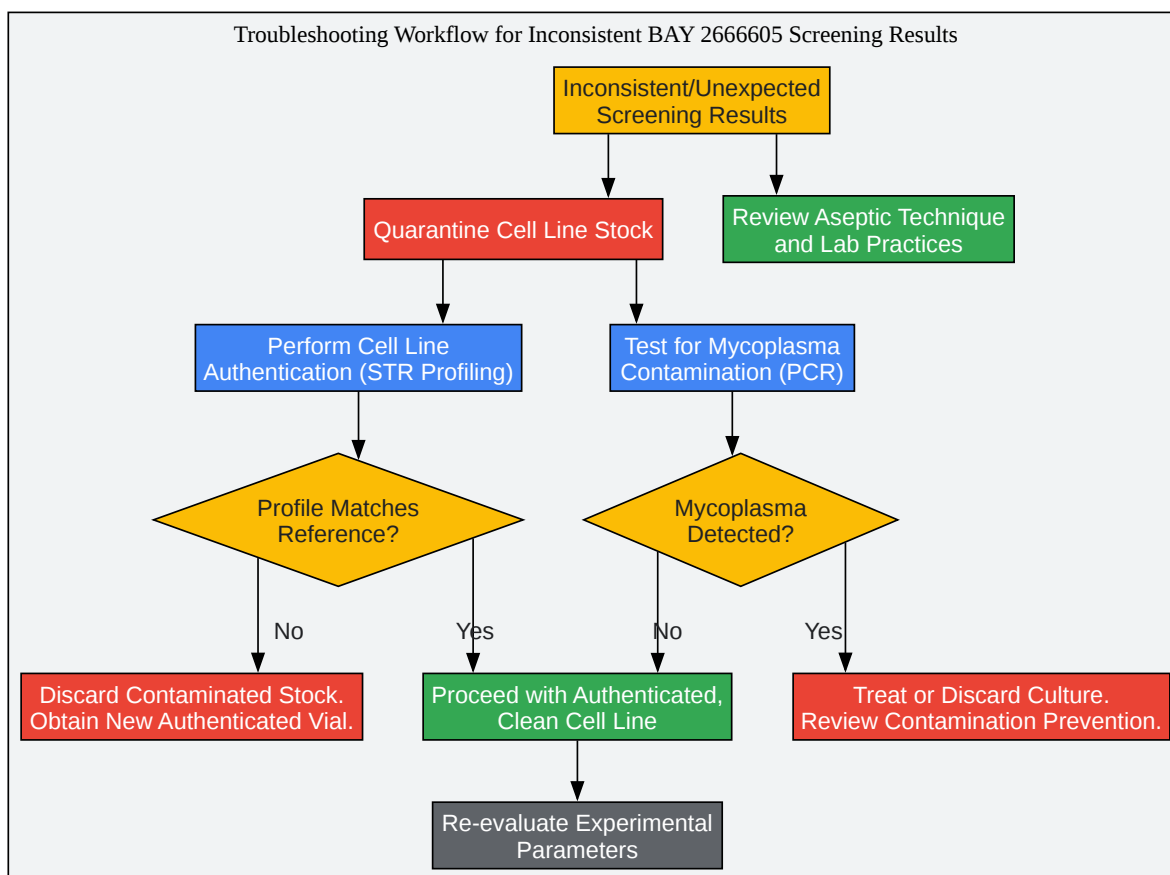 Troubleshooting Workflow for Inconsistent BAY 2666605 Screening Results
Inconsistent/Unexpected
Screening Results
Quarantine Cell Line Stock
Review Aseptic Technique
and Lab Practices
Perform Cell Line
Authentication (STR Profiling)
Test for Mycoplasma
Contamination (PCR)
Profile Matches
Reference?
Mycoplasma
Detected?
No
Yes
No
Yes
Discard Contaminated Stock.
Obtain New Authenticated Vial.
Proceed with Authenticated,
Clean Cell Line
Treat or Discard Culture.
Review Contamination Prevention.
Re-evaluate Experimental
Parameters